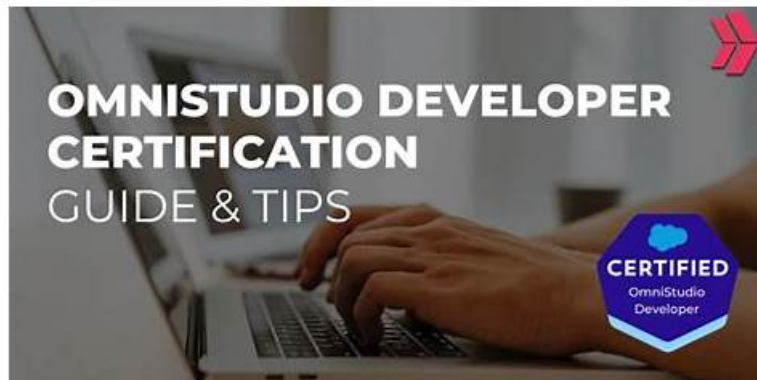 OMNISTUDIO DEVELOPER
CERTIFICATION
GUIDE & TIPS
CERTIFIED
OmniStudio
Developer